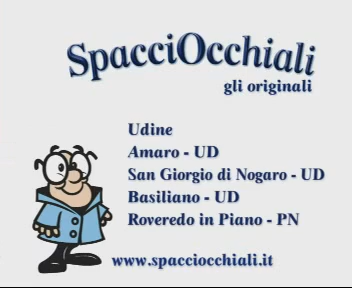 SpacciOcchiali
gli originali
Udine
Amaro - UD
San Giorgio di Nogaro - UD
Basiliano - UD
Roveredo in Piano - PN
www.spacciocchiali.it